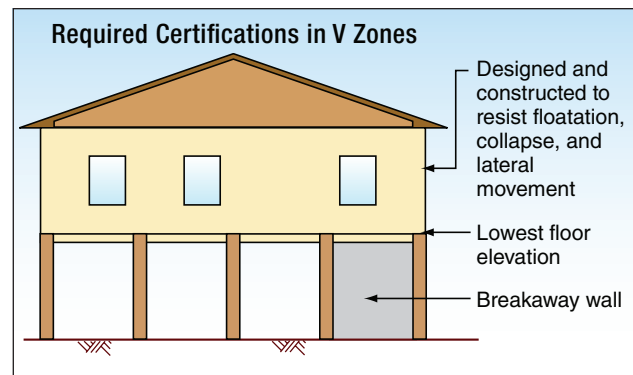 Required Certifications in V Zones
Designed and
constructed to
resist floatation,
collapse, and
lateral
movement
Lowest floor
elevation
Breakaway wall